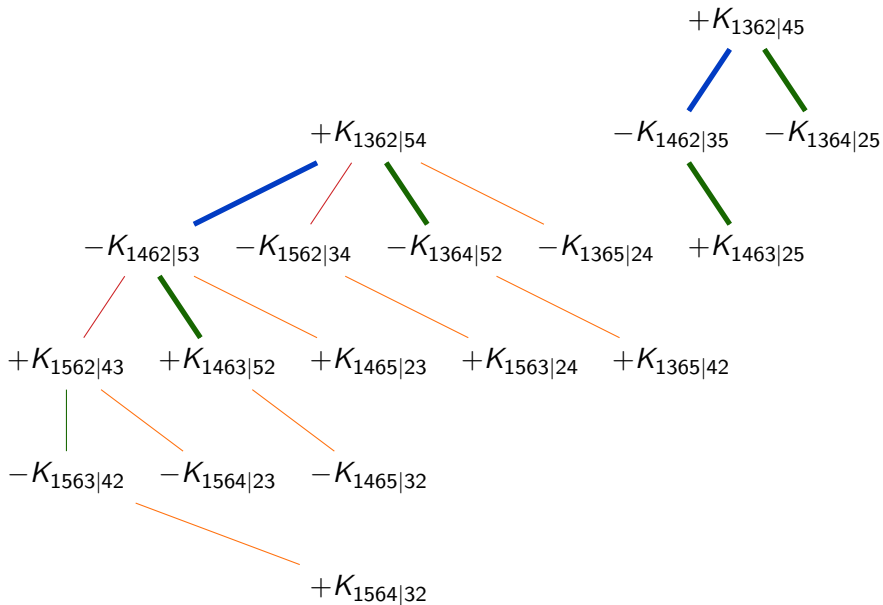 +K_{1362|45}
+K_{1362|54} −K_{1462|35} −K_{1364|25}
−K_{1462|53} −K_{1562|34} −K_{1364|52} −K_{1365|24} +K_{1463|25}
+K_{1562|43} +K_{1463|52} +K_{1465|23} +K_{1563|24} +K_{1365|42}
−K_{1563|42} −K_{1564|23} −K_{1465|32}
+K_{1564|32}